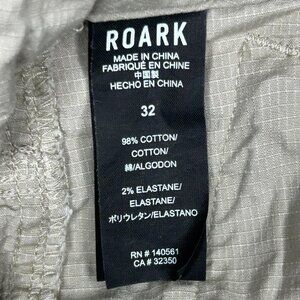 ROARK
MADE IN CHINA
FABRIQUÉ EN CHINE
中国製
HECHO EN CHINA
32
98% COTTON/
COTTON/
綿/ALGODON
2% ELASTANE/
ELASTANE/
ポリウレタン/ELASTANO
RN # 140561
CA # 32350